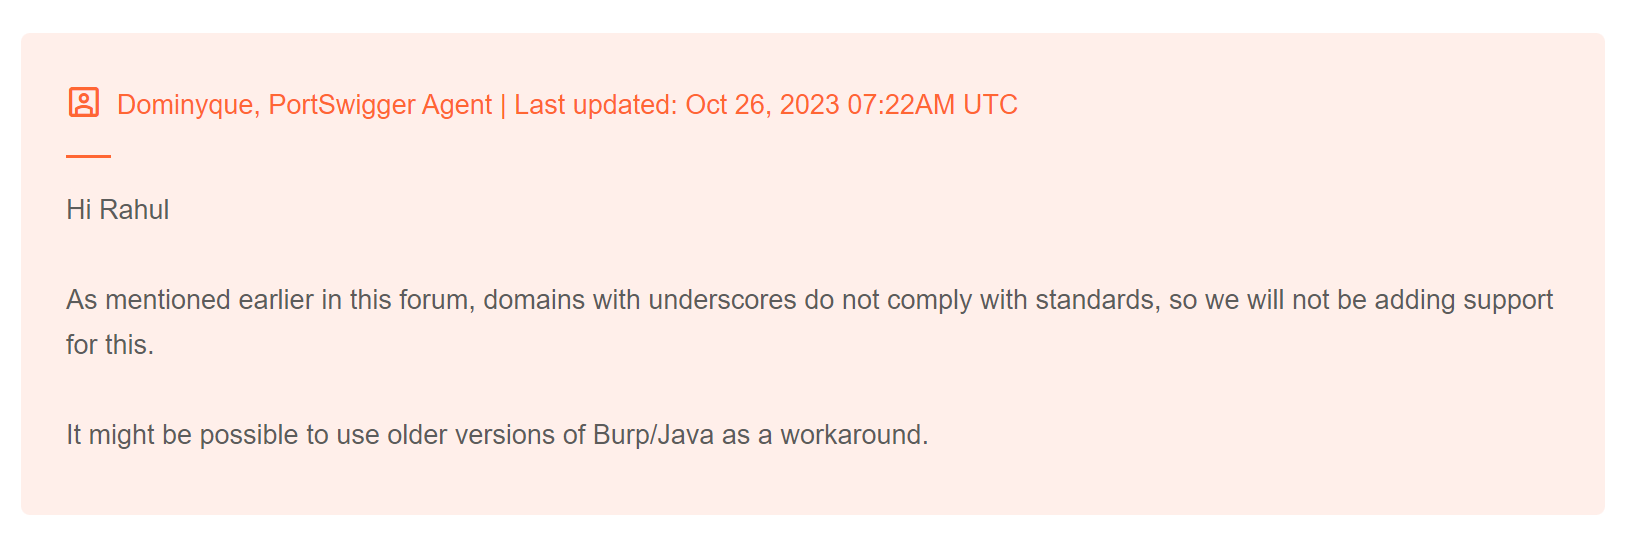 Dominyque, PortSwigger Agent | Last updated: Oct 26, 2023 07:22AM UTC
Hi Rahul
As mentioned earlier in this forum, domains with underscores do not comply with standards, so we will not be adding support
for this.
It might be possible to use older versions of Burp/Java as a workaround.